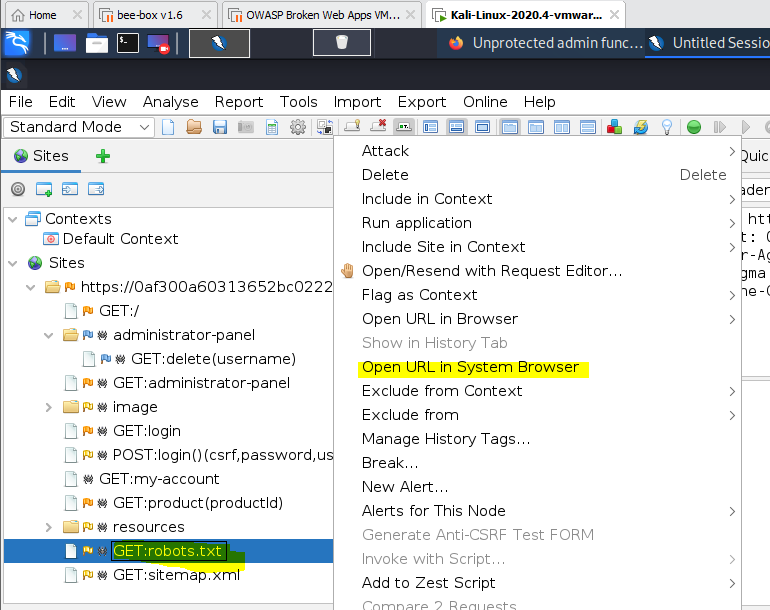 Home
bee-box v1.6
OWASP Broken Web Apps VM...
Kali-Linux-2020.4-vmwar...
Unprotected admin func...
Untitled Sessio
File Edit View Analyse Report Tools Import Export Online Help
Standard Mode
Sites
Quic
Contexts
Default Context
Sites
https://0af300a60313652bc0222
GET:/
administrator-panel
GET:delete(username)
GET:administrator-panel
image
GET:login
POST:login()(csrf,password,us
GET:my-account
GET:product(productId)
resources
GET:robots.txt
GET:sitemap.xml
Attack
Delete Delete
Include in Context
Run application
Include Site in Context
Open/Resend with Request Editor...
Flag as Context
Open URL in Browser
Show in History Tab
Open URL in System Browser
Exclude from Context
Exclude from
Manage History Tags...
Break...
New Alert...
Alerts for This Node
Generate Anti-CSRF Test FORM
Invoke with Script...
Add to Zest Script
Compare 2 Requests